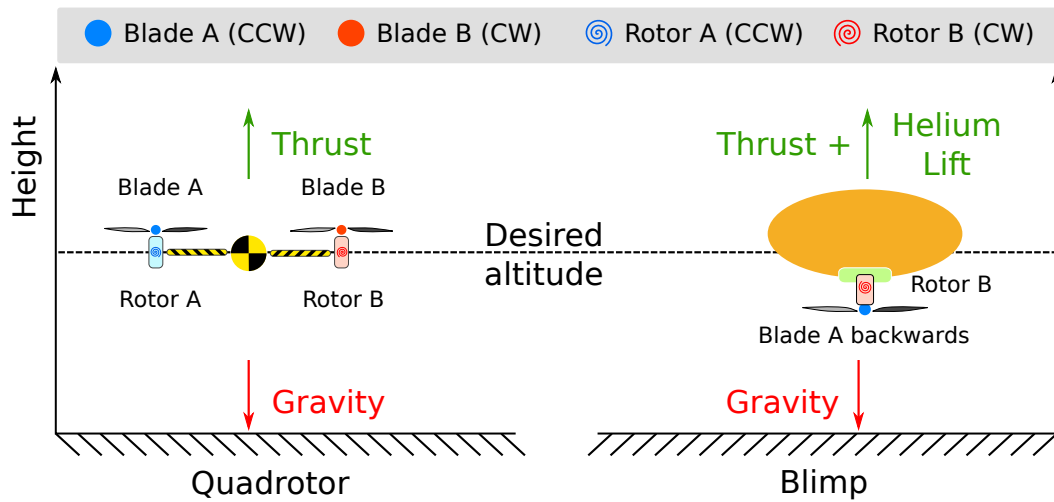 Blade A (CCW) Blade B (CW) Rotor A (CCW) Rotor B (CW)
Height
Thrust
Blade A Blade B
Rotor A Rotor B
Gravity
Quadrotor
Desired
altitude
Thrust + Helium
Lift
Rotor B
Blade A backwards
Gravity
Blimp